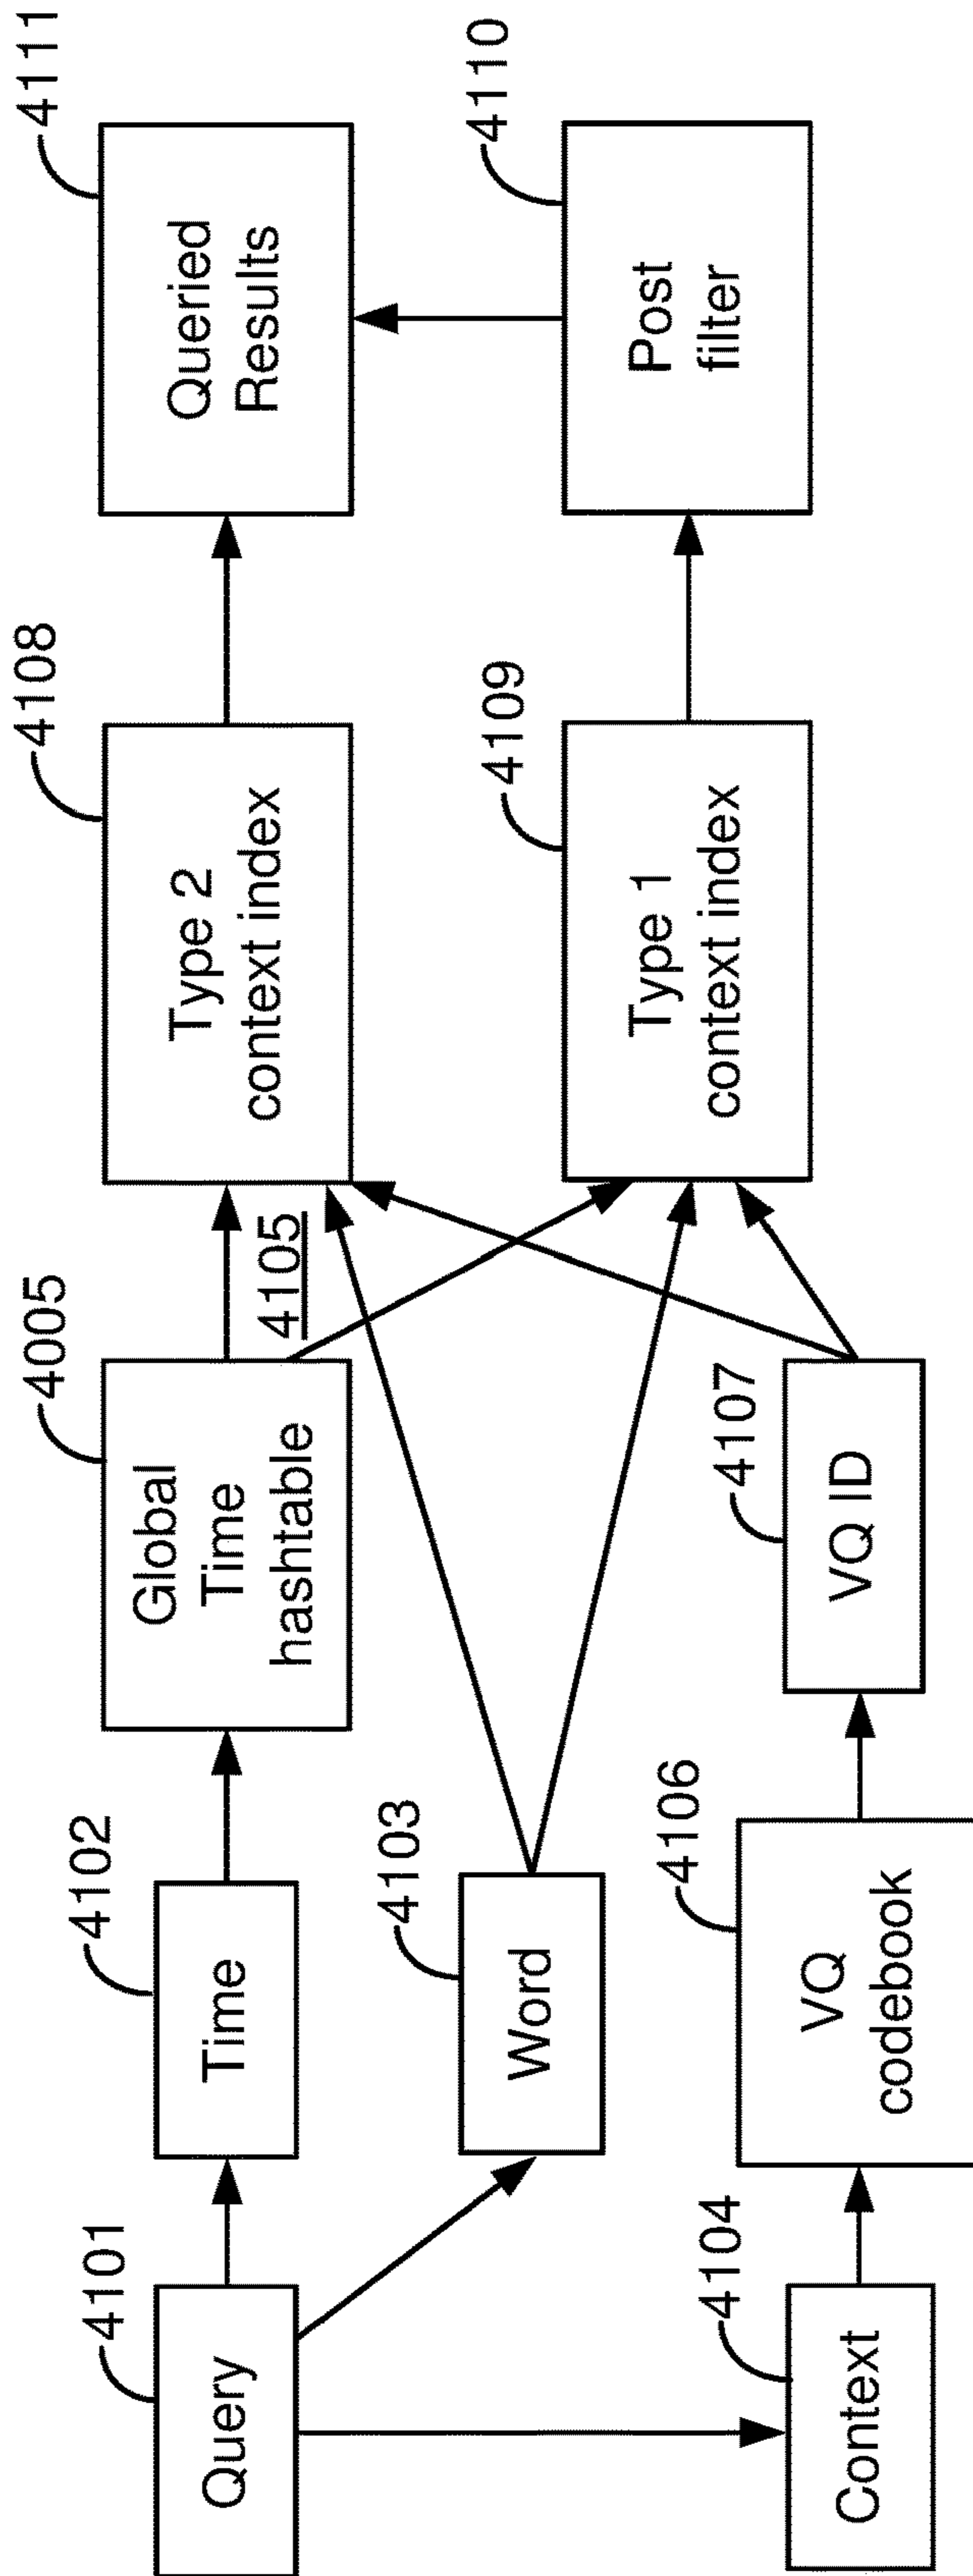 4101
Query
4102
Time
4005
Global
Time
hashtable
4105
4108
Type 2
context index
4111
Queried
Results
4103
Word
4104
Context
4106
VQ
codebook
4107
VQ ID
4109
Type 1
context index
4110
Post
filter